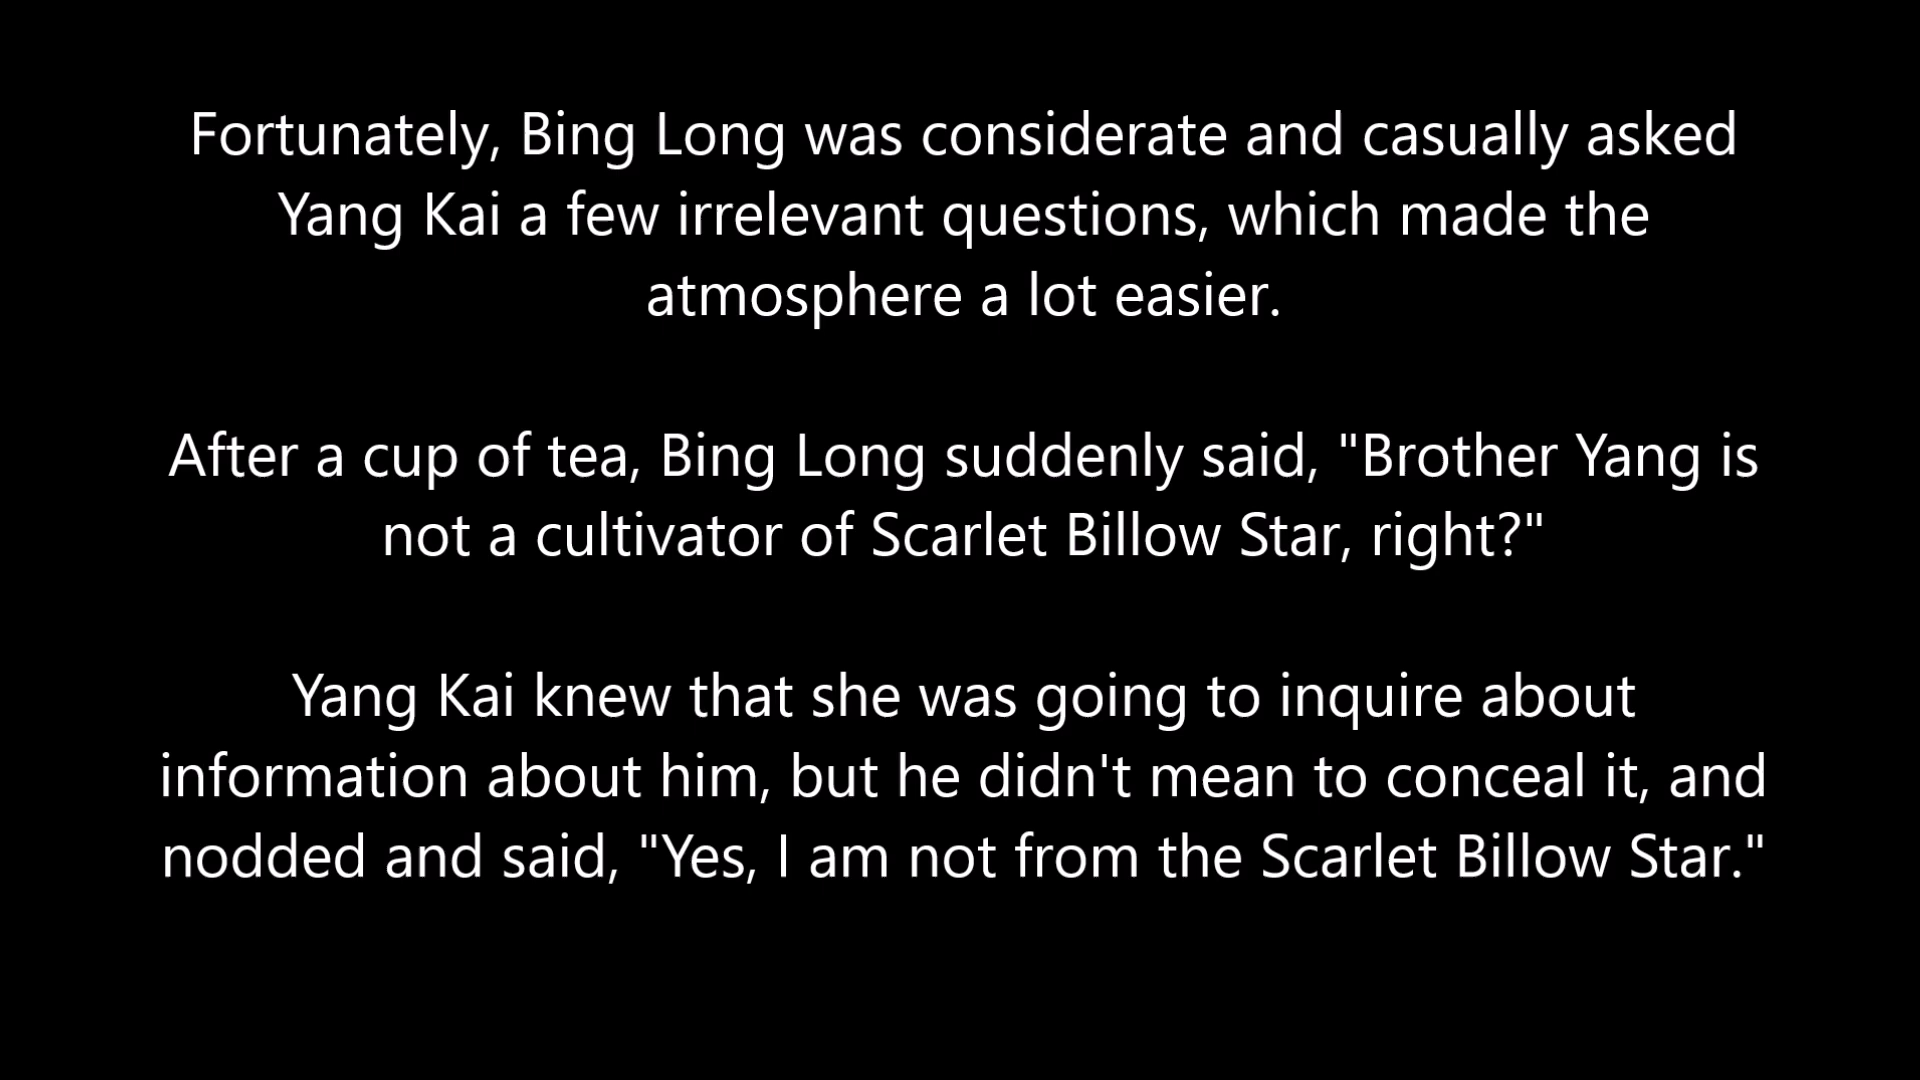 Fortunately, Bing Long was considerate and casually asked
Yang Kai a few irrelevant questions, which made the
atmosphere a lot easier.
After a cup of tea, Bing Long suddenly said, "Brother Yang is
not a cultivator of Scarlet Billow Star, right?"
Yang Kai knew that she was going to inquire about
information about him, but he didn't mean to conceal it, and
nodded and said, "Yes, I am not from the Scarlet Billow Star."